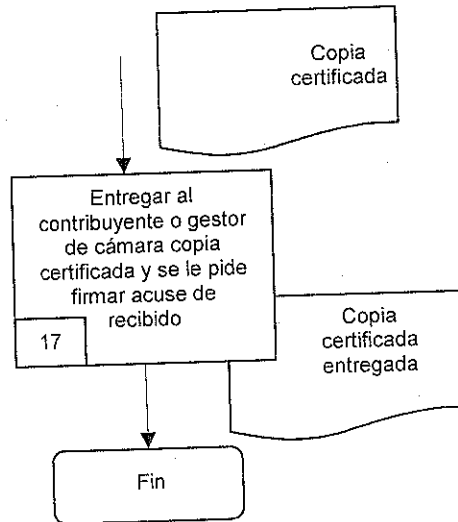 Copia
certificada
Entregar al
contribuyente o gestor
de cámara copia
certificada y se le pide
firmar acuse de
recibido
17
Copia
certificada
entregada
Fin